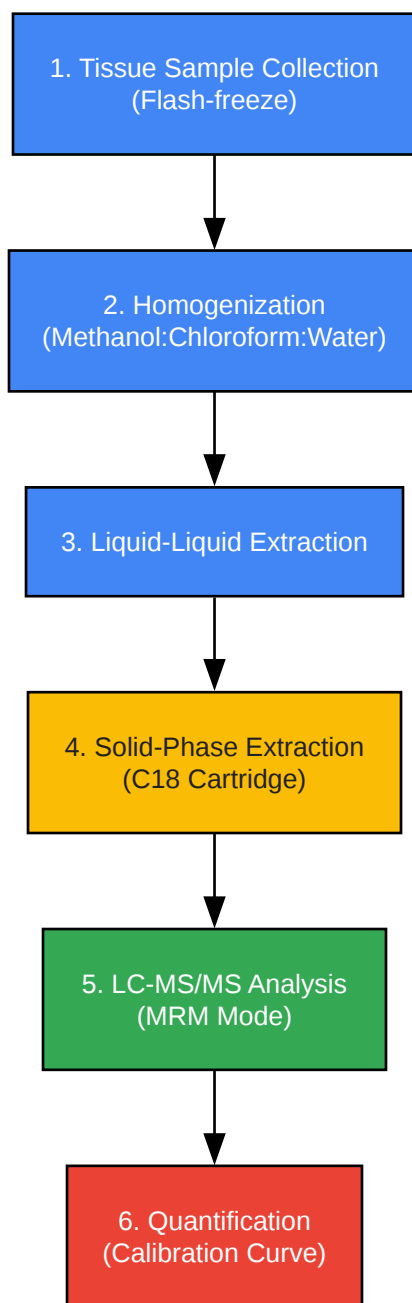 1. Tissue Sample Collection
(Flash-freeze)
2. Homogenization
(Methanol:Chloroform:Water)
3. Liquid-Liquid Extraction
4. Solid-Phase Extraction
(C18 Cartridge)
5. LC-MS/MS Analysis
(MRM Mode)
6. Quantification
(Calibration Curve)